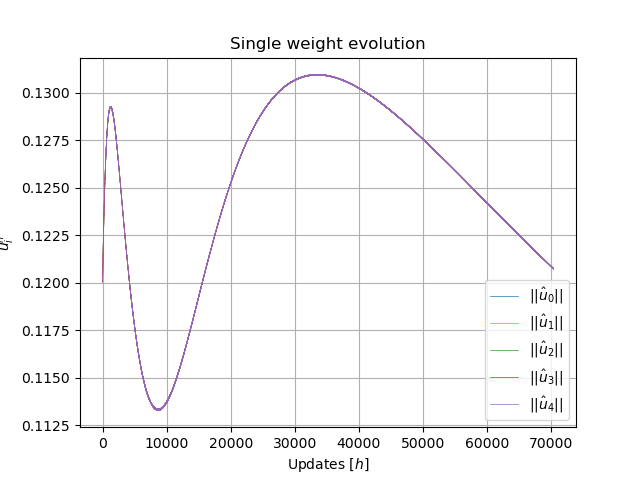 Single weight evolution
0.1300
0.1275
0.1250
0.1225
0.1200
0.1175
0.1150
0.1125
0 10000 20000 30000 40000 50000 60000 70000
Updates [h]
||û₀||
||û₁||
||û₂||
||û₃||
||û₄||